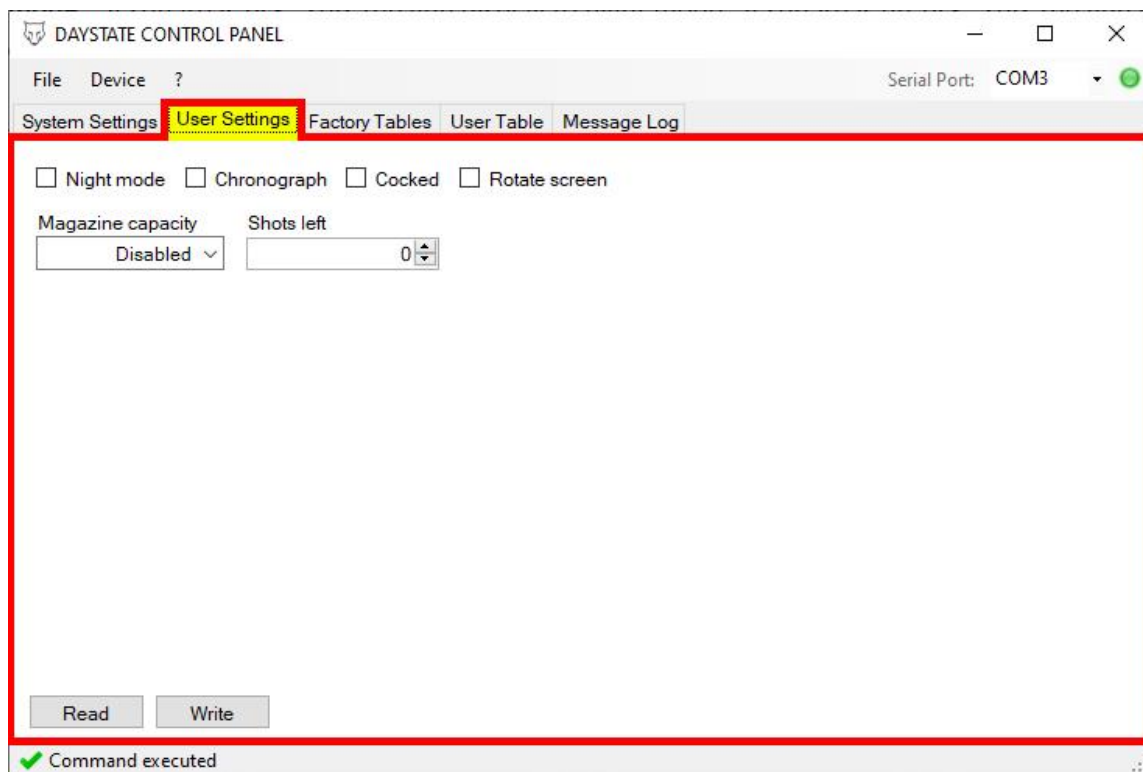 DAYSTATE CONTROL PANEL
File Device ? Serial Port: COM3
System Settings User Settings Factory Tables User Table Message Log
Night mode Chronograph Cocked Rotate screen
Magazine capacity Shots left
Disabled 0
Read Write
Command executed